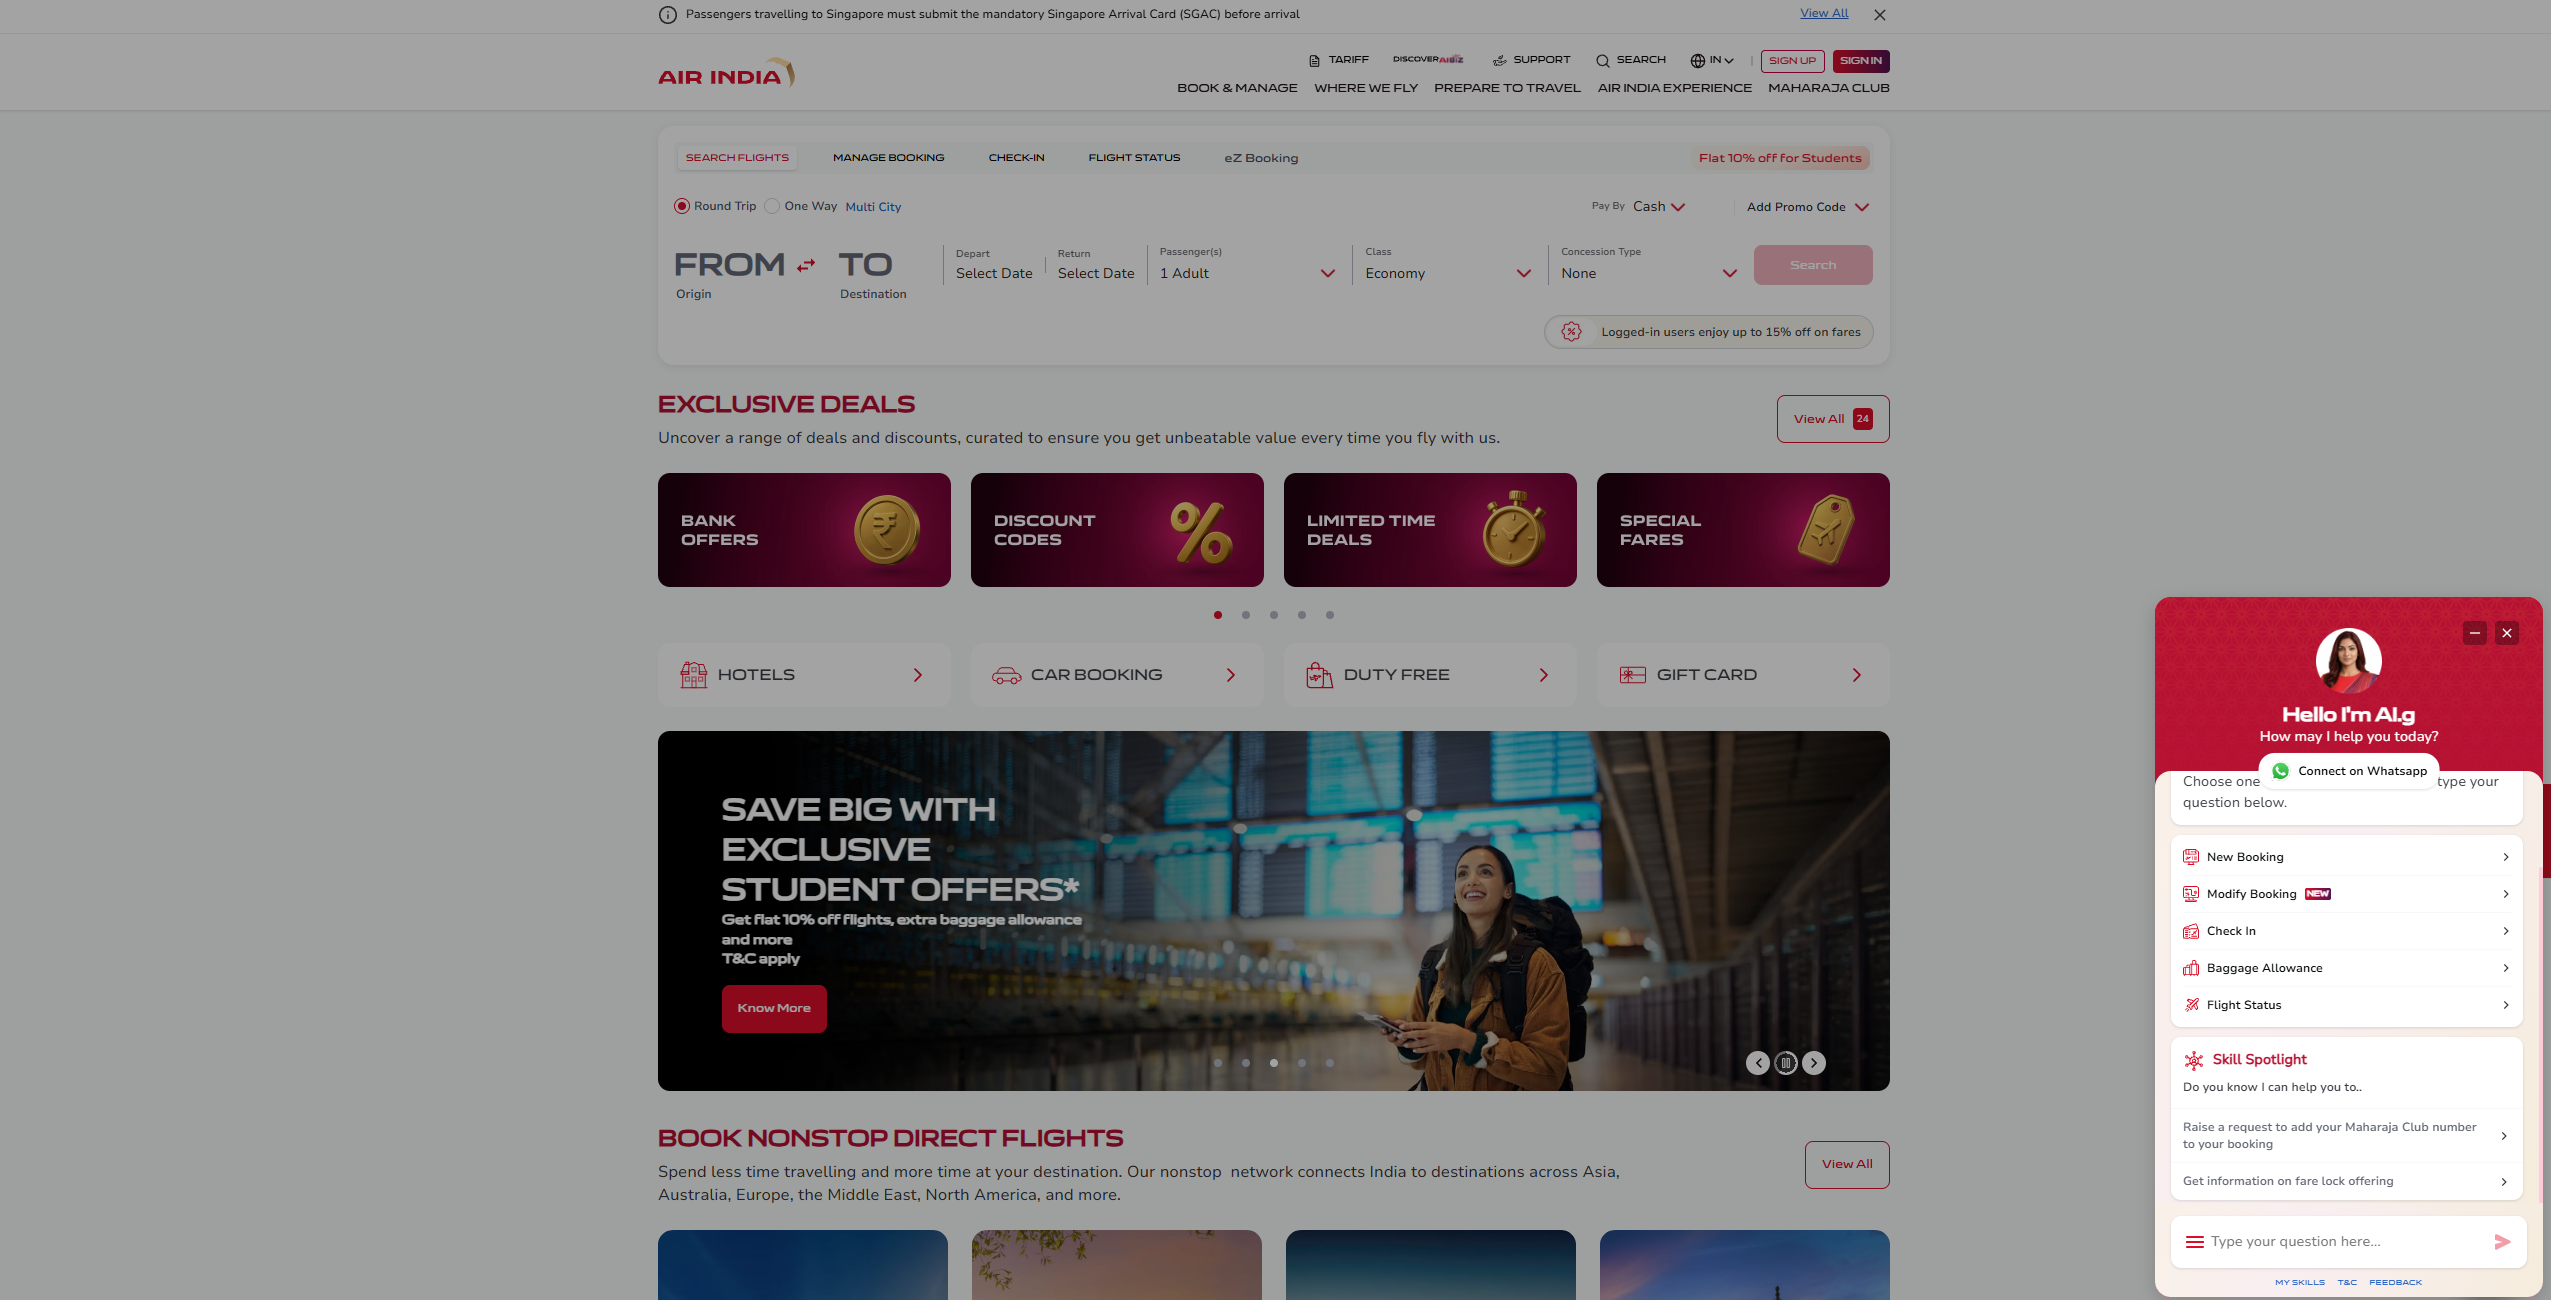 Passengers travelling to Singapore must submit the mandatory Singapore Arrival Card (SGAC) before arrival
View All
AIR INDIA
TARIFF
DISCOVER AI BIZ
SUPPORT
SEARCH
IN
SIGN UP
SIGN IN
BOOK & MANAGE
WHERE WE FLY
PREPARE TO TRAVEL
AIR INDIA EXPERIENCE
MAHARAJA CLUB
SEARCH FLIGHTS
MANAGE BOOKING
CHECK-IN
FLIGHT STATUS
eZ Booking
Flat 10% off for Students
Round Trip
One Way
Multi City
Pay By
Cash
Add Promo Code
FROM
Origin
TO
Destination
Depart
Select Date
Return
Select Date
Passenger(s)
1 Adult
Class
Economy
Concession Type
None
Search
Logged-in users enjoy up to 15% off on fares
EXCLUSIVE DEALS
Uncover a range of deals and discounts, curated to ensure you get unbeatable value every time you fly with us.
View All 24
BANK
OFFERS
DISCOUNT
CODES
LIMITED TIME
DEALS
SPECIAL
FARES
HOTELS
CAR BOOKING
DUTY FREE
GIFT CARD
SAVE BIG WITH
EXCLUSIVE
STUDENT OFFERS*
Get flat 10% off flights, extra baggage allowance
and more
T&C apply
Know More
BOOK NONSTOP DIRECT FLIGHTS
Spend less time travelling and more time at your destination. Our nonstop network connects India to destinations across Asia,
Australia, Europe, the Middle East, North America, and more.
View All
Hello I'm AI.g
How may I help you today?
Connect on Whatsapp
Choose one
type your
question below.
New Booking
Modify Booking NEW
Check In
Baggage Allowance
Flight Status
Skill Spotlight
Do you know I can help you to..
Raise a request to add your Maharaja Club number
to your booking
Get information on fare lock offering
Type your question here...
MY SKILLS
T&C
FEEDBACK